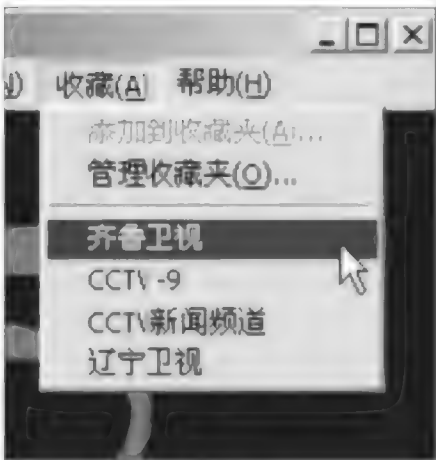 收藏(A) 帮助(H)
添加到收藏夹(A)...
管理收藏夹(O)...
齐鲁卫视
CCTV-9
CCTV新闻频道
辽宁卫视